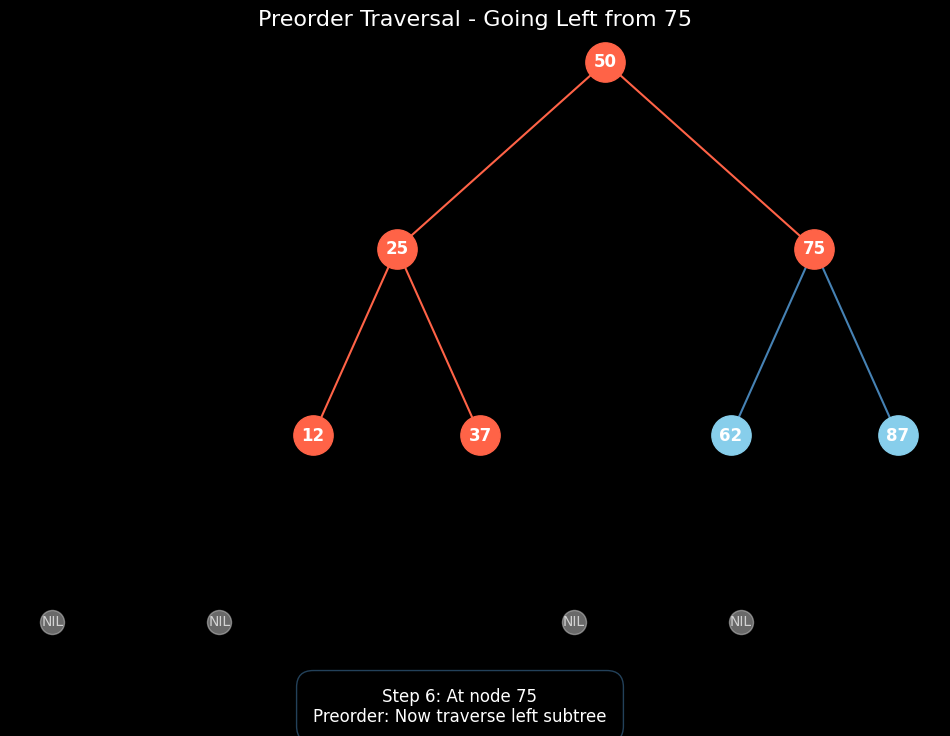 Preorder Traversal - Going Left from 75
50
25
75
12
37
62
87
NIL
NIL
NIL
NIL
Step 6: At node 75
Preorder: Now traverse left subtree